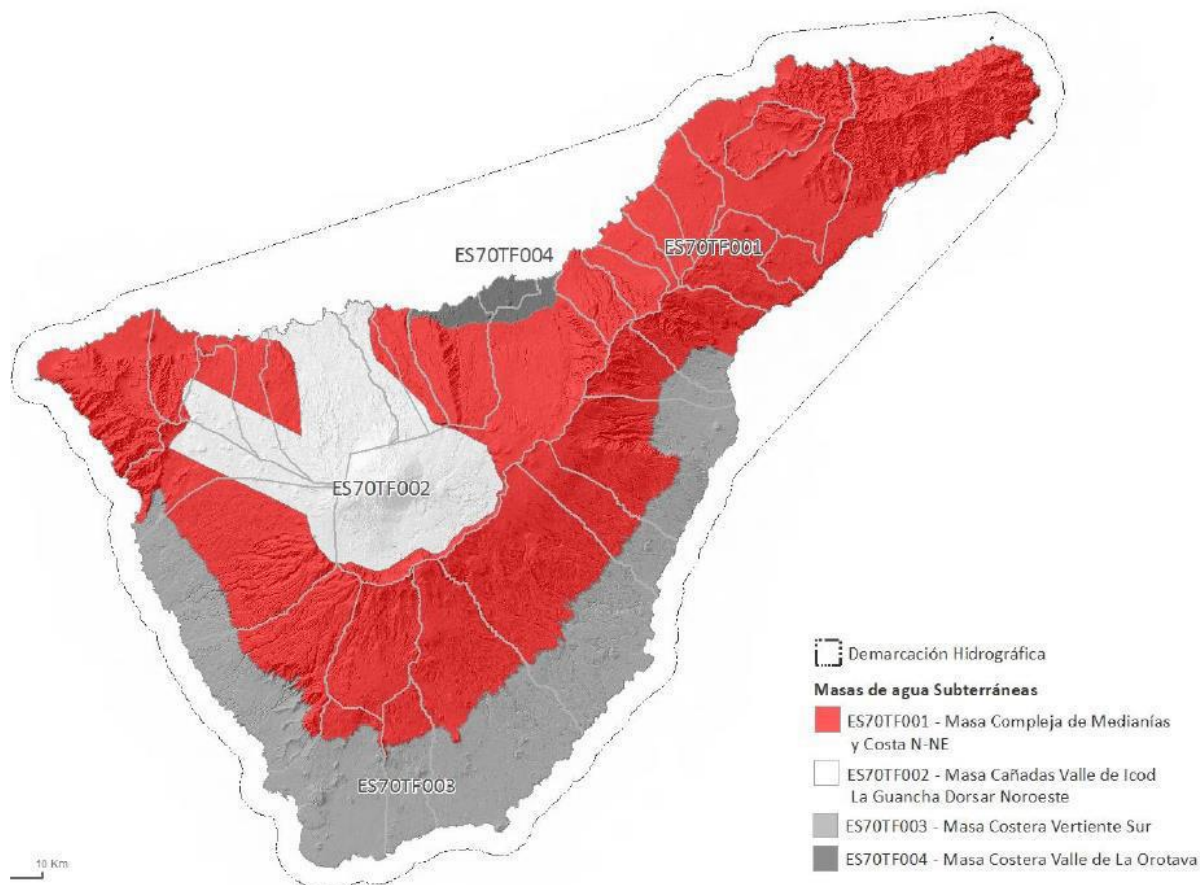 ES70TF001
ES70TF004
ES70TF002
ES70TF003
Demarcación Hidrográfica
Masas de agua Subterráneas
ES70TF001 - Masa Compleja de Medianías
y Costa N-NE
ES70TF002 - Masa Cañadas Valle de Icod
La Guancha Dorsar Noroeste
ES70TF003 - Masa Costera Vertiente Sur
ES70TF004 - Masa Costera Valle de La Orotava
10 Km